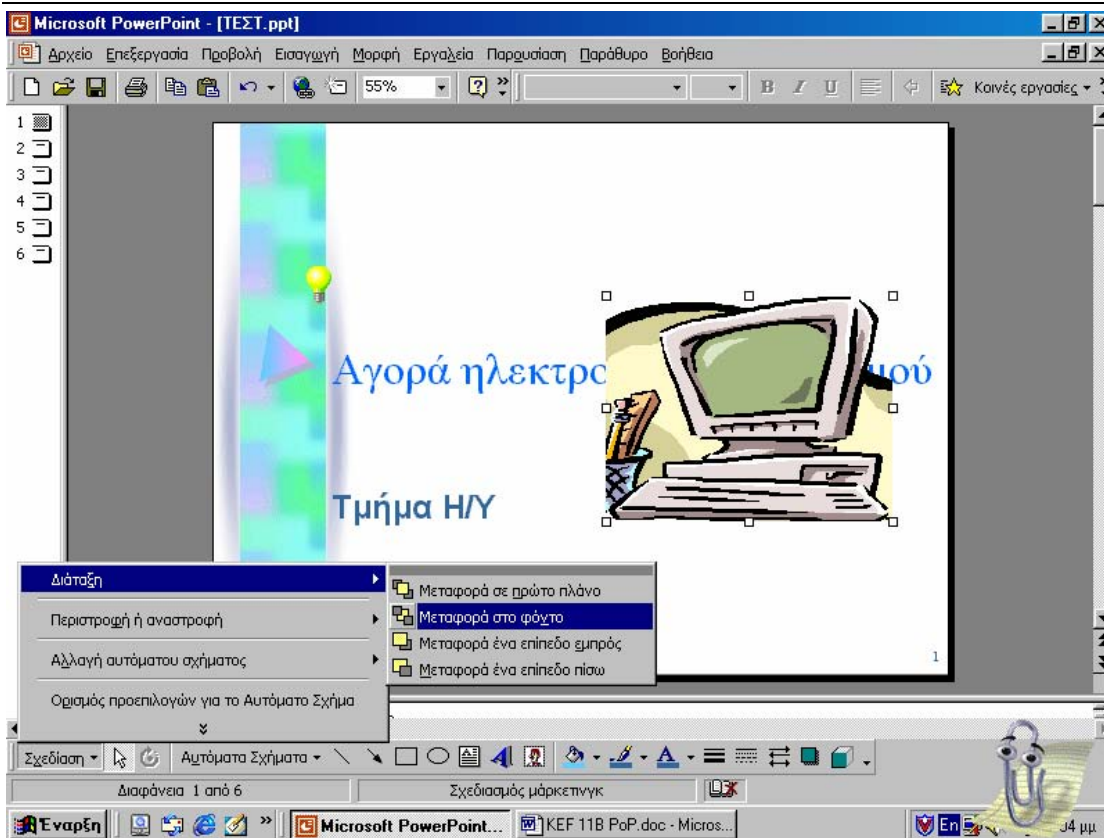 Microsoft PowerPoint - [ΤΕΣΤ.ppt]
Αρχείο Επεξεργασία Προβολή Εισαγωγή Μορφή Εργαλεία Παρουσίαση Παράθυρο Βοήθεια
55% B I U Κοινές εργασίες
1
2
3
4
5
6
Αγορά ηλεκτρο μού
Τμήμα Η/Υ
1
Διάταξη
Περιστροφή ή αναστροφή
Αλλαγή αυτόματου σχήματος
Ορισμός προεπιλογών για το Αυτόματο Σχήμα
Μεταφορά σε πρώτο πλάνο
Μεταφορά στο φόντο
Μεταφορά ένα επίπεδο εμπρός
Μεταφορά ένα επίπεδο πίσω
Σχεδίαση Αυτόματα Σχήματα
Διαφάνεια 1 από 6 Σχεδιασμός μάρκετινγκ
Έναρξη Microsoft PowerPoint... KEF 11B PoP.doc - Micros... En 04 μμ